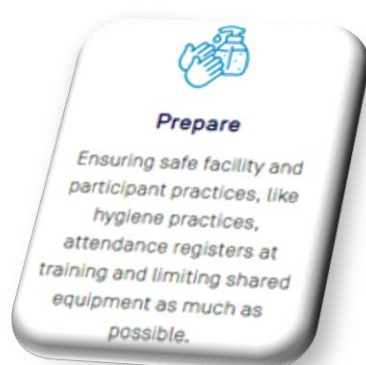 Prepare
Ensuring safe facility and
participant practices, like
hygiene practices,
attendance registers at
training and limiting shared
equipment as much as
possible.